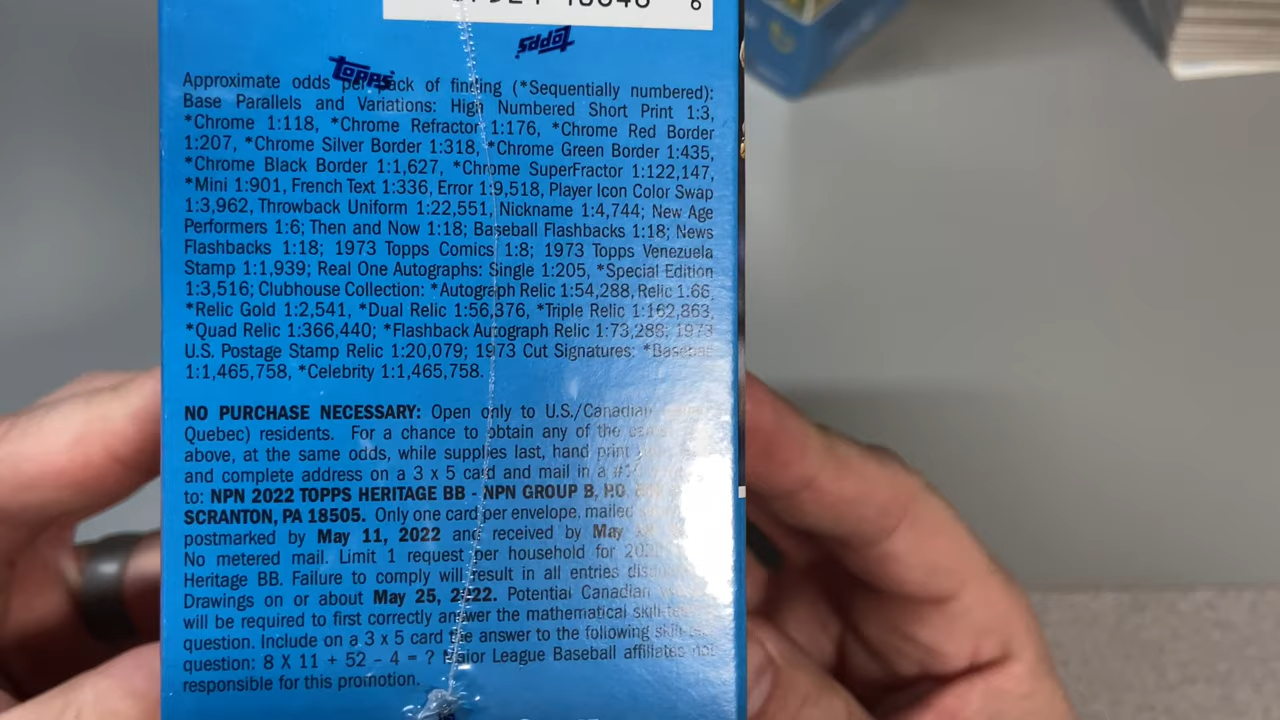 topps
topps
Approximate odds per pack of finding (*Sequentially numbered):
Base Parallels and Variations: High Numbered Short Print 1:3,
*Chrome 1:118, *Chrome Refractor 1:176, *Chrome Red Border
1:207, *Chrome Silver Border 1:318, *Chrome Green Border 1:435,
*Chrome Black Border 1:1,627, *Chrome SuperFractor 1:122,147,
*Mini 1:901, French Text 1:336, Error 1:9,518, Player Icon Color Swap
1:3,962, Throwback Uniform 1:22,551, Nickname 1:4,744; New Age
Performers 1:6; Then and Now 1:18; Baseball Flashbacks 1:18; News
Flashbacks 1:18; 1973 Topps Comics 1:8; 1973 Topps Venezuela
Stamp 1:1,939; Real One Autographs: Single 1:205, *Special Edition
1:3,516; Clubhouse Collection: *Autograph Relic 1:54,288, Relic 1:66,
*Relic Gold 1:2,541, *Dual Relic 1:56,376, *Triple Relic 1:162,863,
*Quad Relic 1:366,440; *Flashback Autograph Relic 1:73,288; 1973
U.S. Postage Stamp Relic 1:20,079; 1973 Cut Signatures: *Baseball
1:1,465,758, *Celebrity 1:1,465,758.
NO PURCHASE NECESSARY: Open only to U.S./Canadian
Quebec) residents. For a chance to obtain any of the
above, at the same odds, while supplies last, hand print
and complete address on a 3 x 5 card and mail in a
to: NPN 2022 TOPPS HERITAGE BB - NPN GROUP B, P.O.
SCRANTON, PA 18505. Only one card per envelope, mailed
postmarked by May 11, 2022 and received by May
No metered mail. Limit 1 request per household for
Heritage BB. Failure to comply will result in all entries
Drawings on or about May 25, 2022. Potential Canadian
will be required to first correctly answer the mathematical
question. Include on a 3 x 5 card the answer to the following
question: 8 X 11 + 52 – 4 = ? Major League Baseball affiliates not
responsible for this promotion.